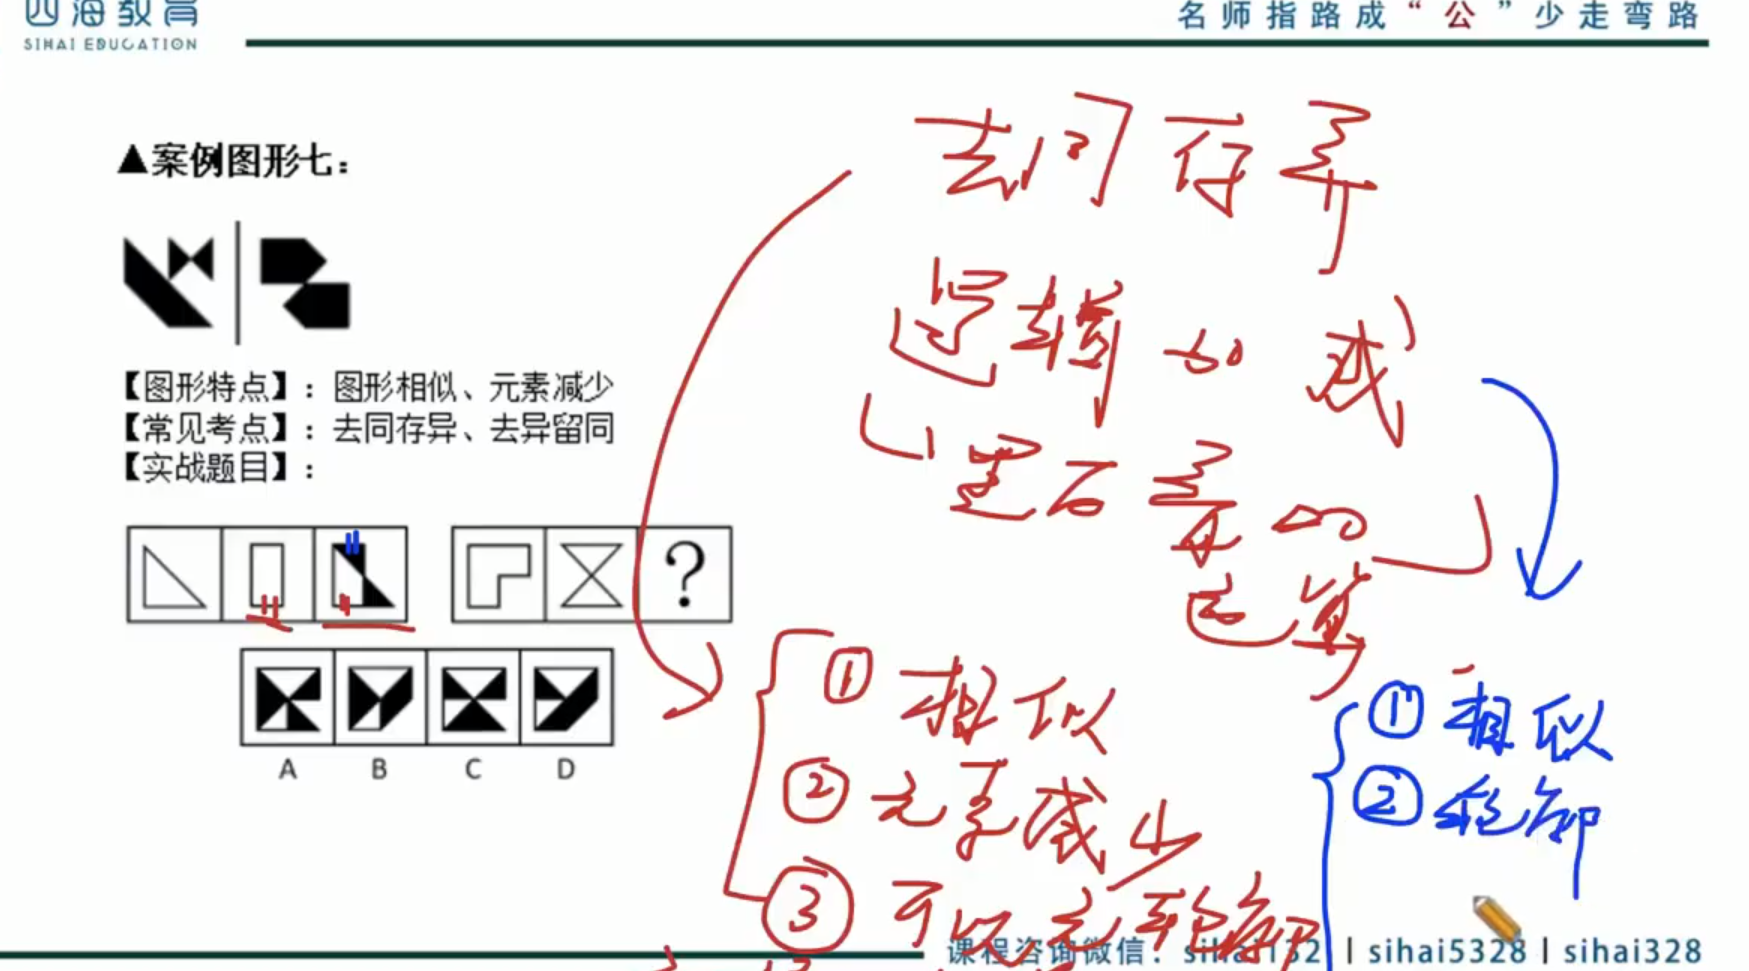 四海教育
SIHAI EDUCATION
名师指路成“公”少走弯路
▲案例图形七：
【图形特点】：图形相似、元素减少
【常见考点】：去同存异、去异留同
【实战题目】：
?
A B C D
去同存异
逻辑加减
黑白叠加
运算
① 相似
② 元素减少
③ 可以无轮廓
① 相似
② 轮廓
课程咨询微信：sihai132 | sihai5328 | sihai328